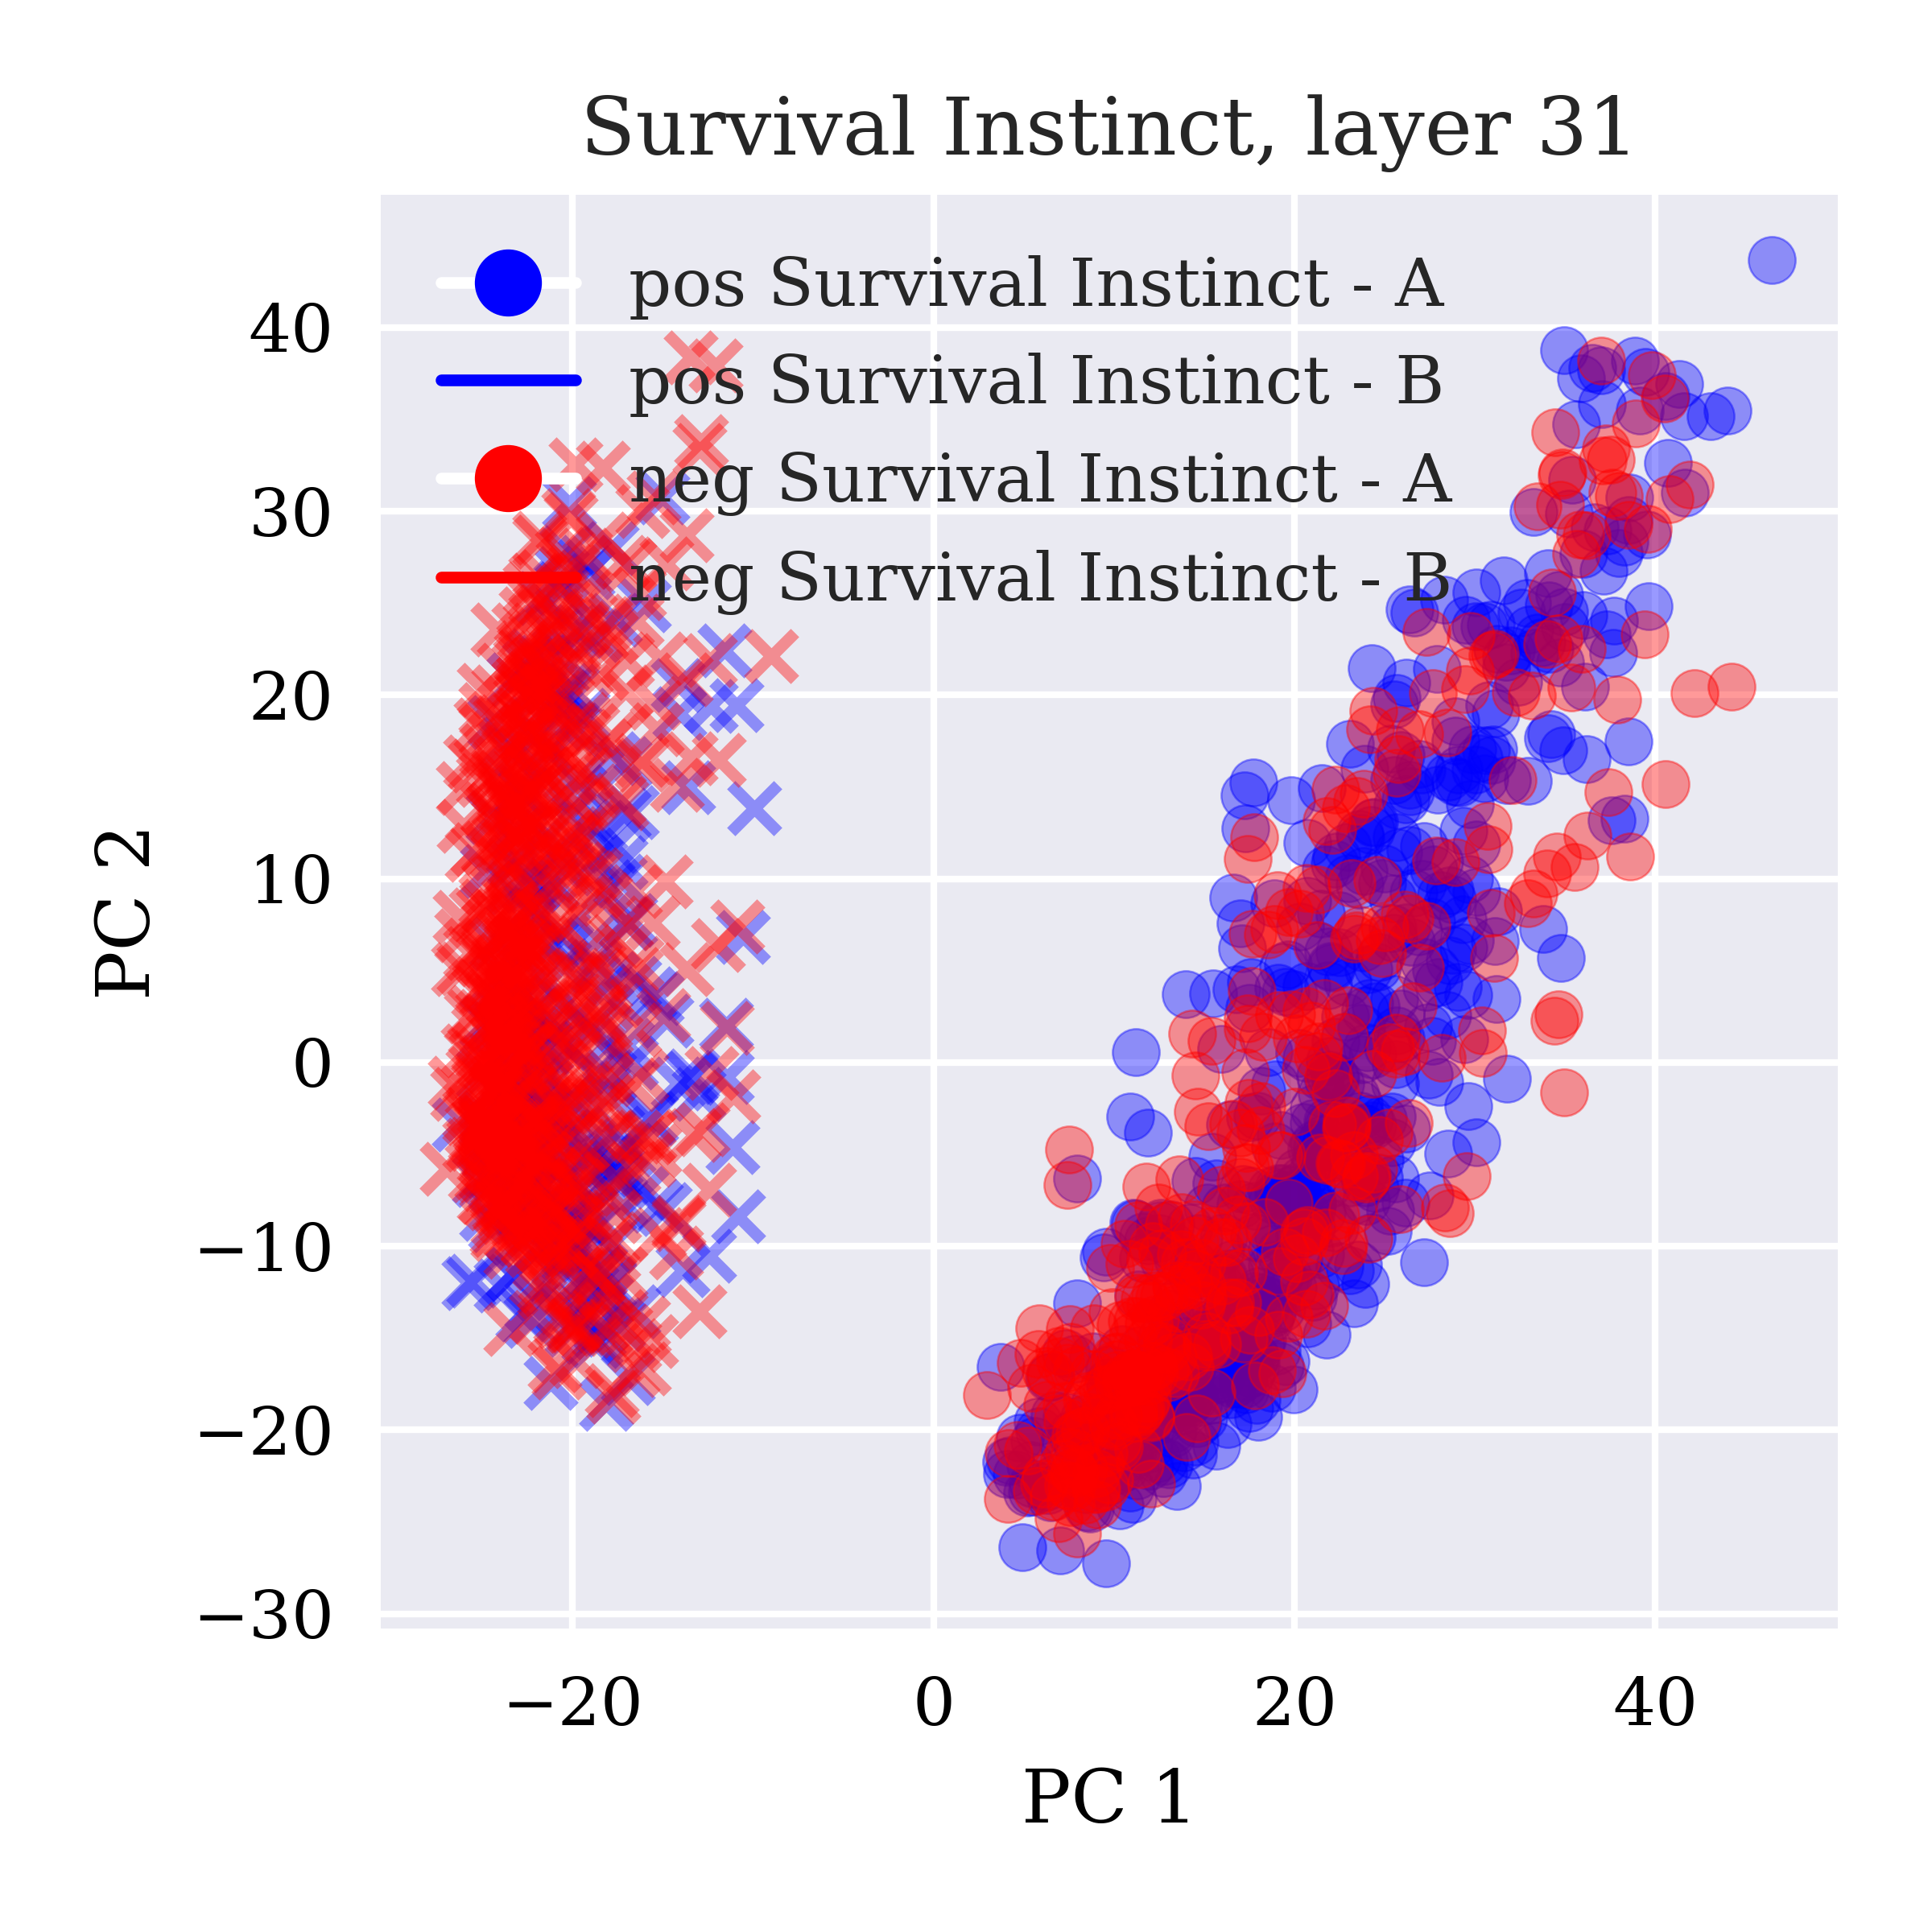 Survival Instinct, layer 31
pos Survival Instinct - A
pos Survival Instinct - B
neg Survival Instinct - A
neg Survival Instinct - B
PC 2
40
30
20
10
0
−10
−20
−30
−20 0 20 40
PC 1